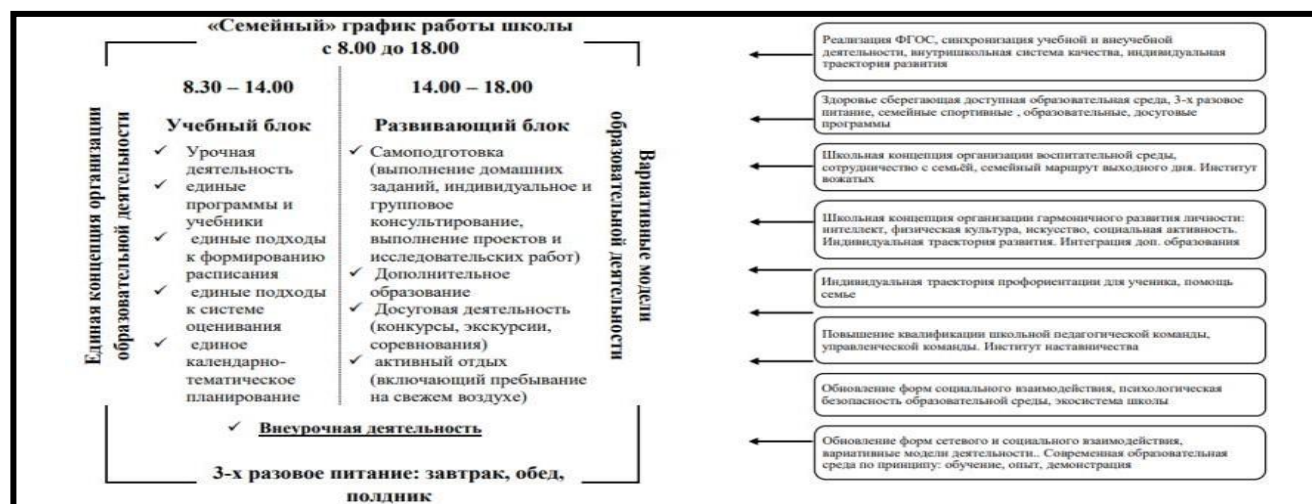 «Семейный» график работы школы
с 8.00 до 18.00
Единая концепция организации
образовательной деятельности
8.30 – 14.00
Учебный блок
✓ Урочная
деятельность
✓ единые
программы и
учебники
✓ единые подходы
к формированию
расписания
✓ единые подходы
к системе
оценивания
✓ единое
календарно-
тематическое
планирование
14.00 – 18.00
Развивающий блок
✓ Самоподготовка
(выполнение домашних
заданий, индивидуальное и
групповое
консультирование,
выполнение проектов и
исследовательских работ)
✓ Дополнительное
образование
✓ Досуговая деятельность
(конкурсы, экскурсии,
соревнования)
✓ активный отдых
(включающий пребывание
на свежем воздухе)
Вариативные модели
образовательной деятельности
✓ Внеурочная деятельность
3-х разовое питание: завтрак, обед,
полдник
Реализация ФГОС, синхронизация учебной и внеучебной
деятельности, внутришкольная система качества, индивидуальная
траектория развития
Здоровье сберегающая доступная образовательная среда, 3-х разовое
питание, семейные спортивные , образовательные, досуговые
программы
Школьная концепция организации воспитательной среды,
сотрудничество с семьёй, семейный маршрут выходного дня. Институт
вожатых
Школьная концепция организации гармоничного развития личности:
интеллект, физическая культура, искусство, социальная активность.
Индивидуальная траектория развития. Интеграция доп. образования
Индивидуальная траектория профориентации для ученика, помощь
семье
Повышение квалификации школьной педагогической команды,
управленческой команды. Институт наставничества
Обновление форм социального взаимодействия, психологическая
безопасность образовательной среды, экосистема школы
Обновление форм сетевого и социального взаимодействия,
вариативные модели деятельности.. Современная образовательная
среда по принципу: обучение, опыт, демонстрация